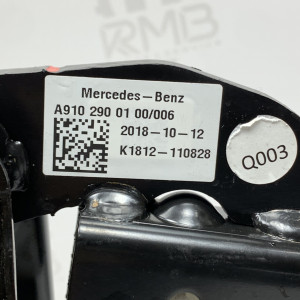 RMB
Mercedes-Benz
A910 290 01 00/006
2018-10-12
K1812-110828
Q003